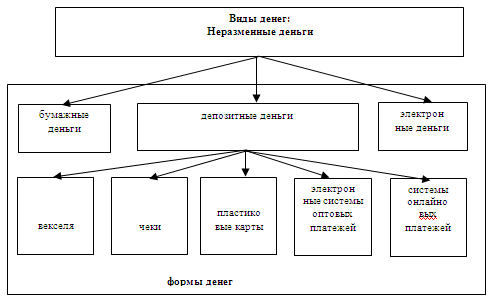 Виды денег:
Неразменные деньги
бумажные
деньги
депозитные деньги
электрон
ные деньги
векселя
чеки
пластико
вые карты
электрон
ные системы
оптовых
платежей
системы
онлайно
вых
платежей
формы денег